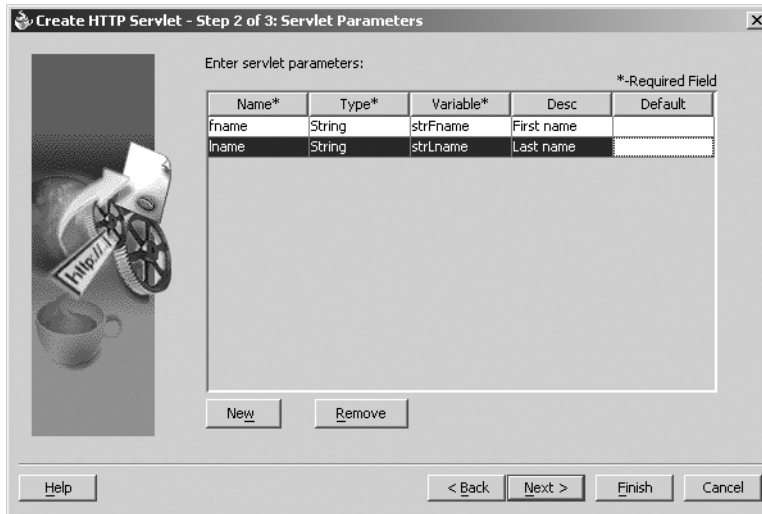 Create HTTP Servlet - Step 2 of 3: Servlet Parameters
Enter servlet parameters:
*-Required Field
Name* Type* Variable* Desc Default
fname String strFname First name
lname String strLname Last name
http://
New Remove
Help < Back Next > Finish Cancel